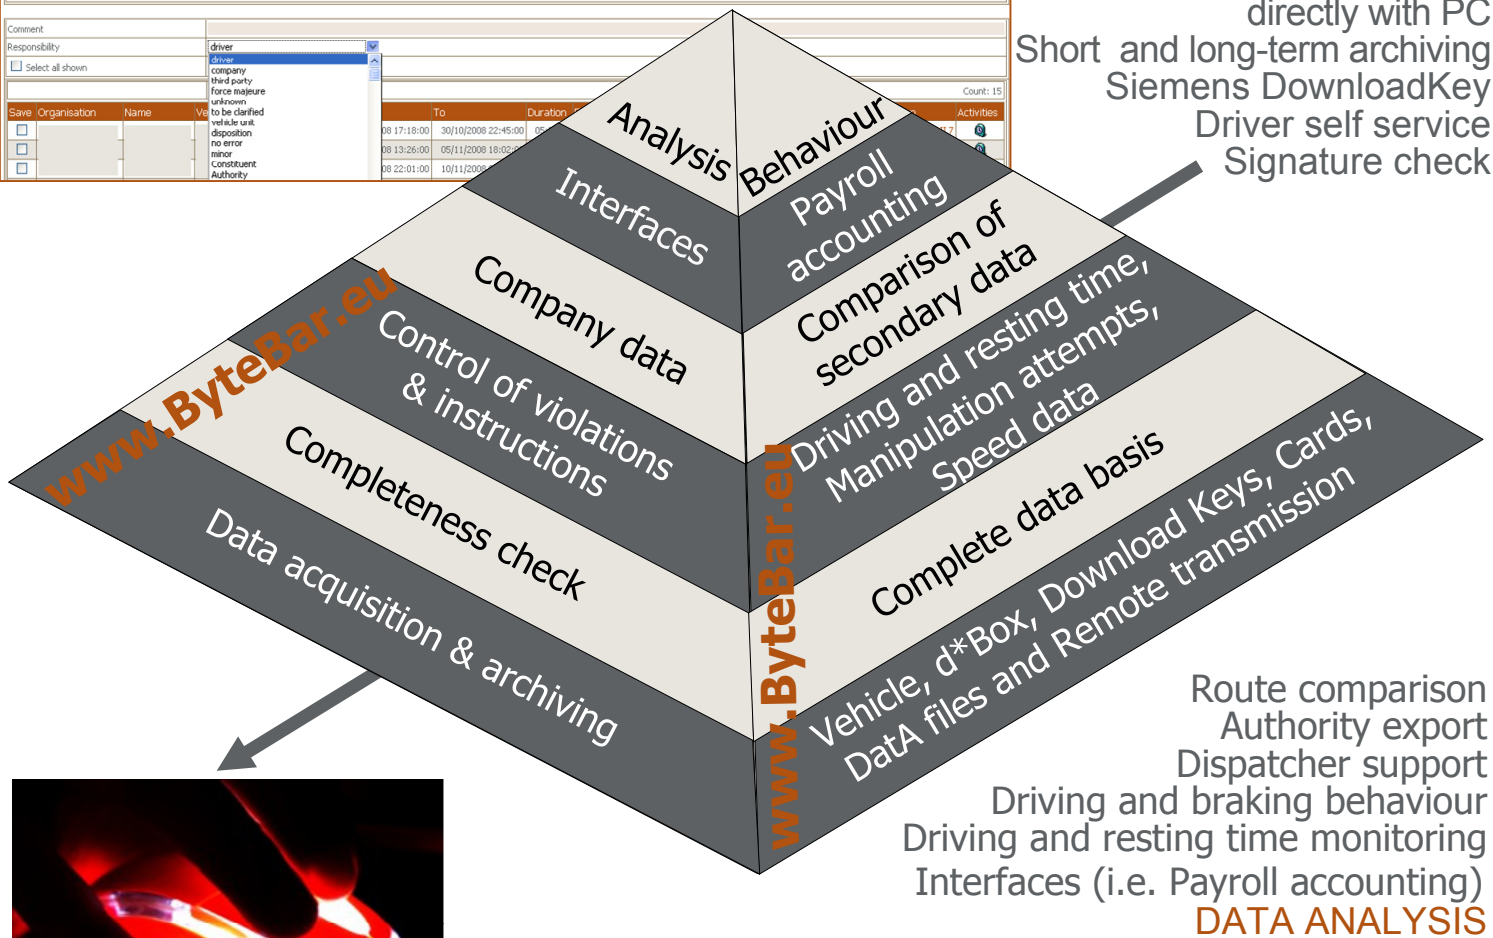 directly with PC
Short and long-term archiving
Siemens DownloadKey
Driver self service
Signature check
Comment
Responsibility
driver
Select all shown
driver
company
third party
force majeure
unknown
to be clarified
vehicle unit
disposition
no error
minor
Constituent
Authority
Count: 15
Save Organisation Name To Duration Activities
08 17:18:00 30/10/2008 22:45:00
08 13:26:00 05/11/2008 18:02:
08 22:01:00 10/11/2008
Analysis
Behaviour
Interfaces
Payroll
accounting
Company data
Comparison of
secondary data
Control of violations
& instructions
Driving and resting time,
Manipulation attempts,
Speed data
Completeness check
Complete data basis
Data acquisition & archiving
Vehicle, d*Box, Download Keys, Cards,
DatA files and Remote transmission
www.ByteBar.eu
www.ByteBar.eu
Route comparison
Authority export
Dispatcher support
Driving and braking behaviour
Driving and resting time monitoring
Interfaces (i.e. Payroll accounting)
DATA ANALYSIS